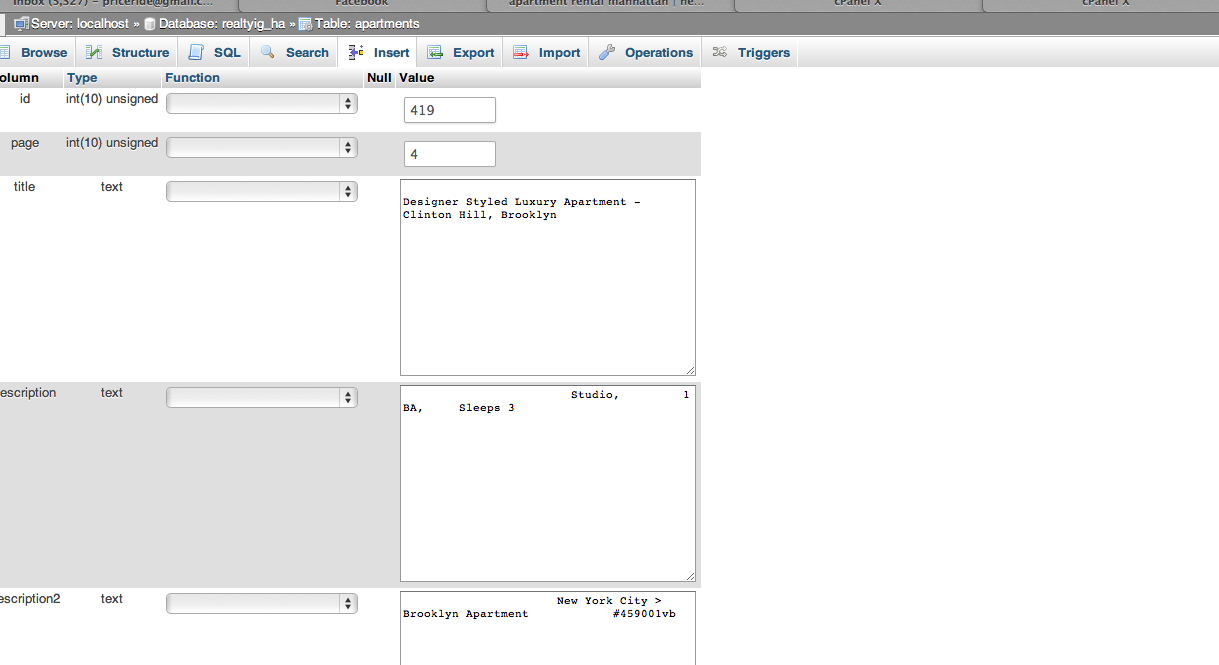 Inbox (3,327) – priceride@gmail.c... Facebook apartment rental manhattan | ne... cPanel X cPanel X
Server: localhost » Database: realtyig_ha » Table: apartments
Browse Structure SQL Search Insert Export Import Operations Triggers
olumn Type Function Null Value
id int(10) unsigned 419
page int(10) unsigned 4
title text
Designer Styled Luxury Apartment –
Clinton Hill, Brooklyn
escription text Studio, 1
BA, Sleeps 3
escription2 text New York City >
Brooklyn Apartment #459001vb